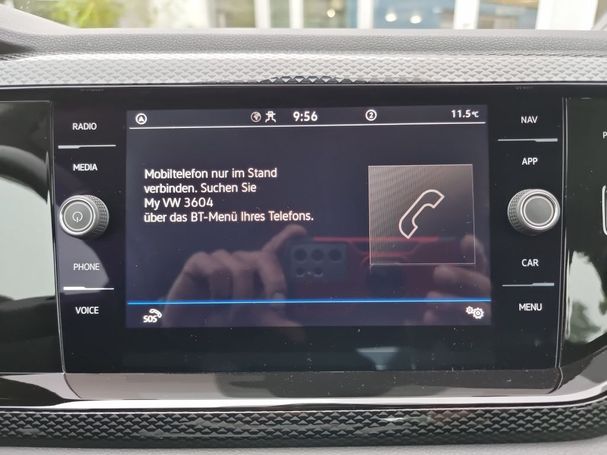 9:56
2
11.5°C
RADIO
MEDIA
PHONE
VOICE
Mobiltelefon nur im Stand
verbinden. Suchen Sie
My VW 3604
über das BT-Menü Ihres Telefons.
SOS
NAV
APP
CAR
MENU
P